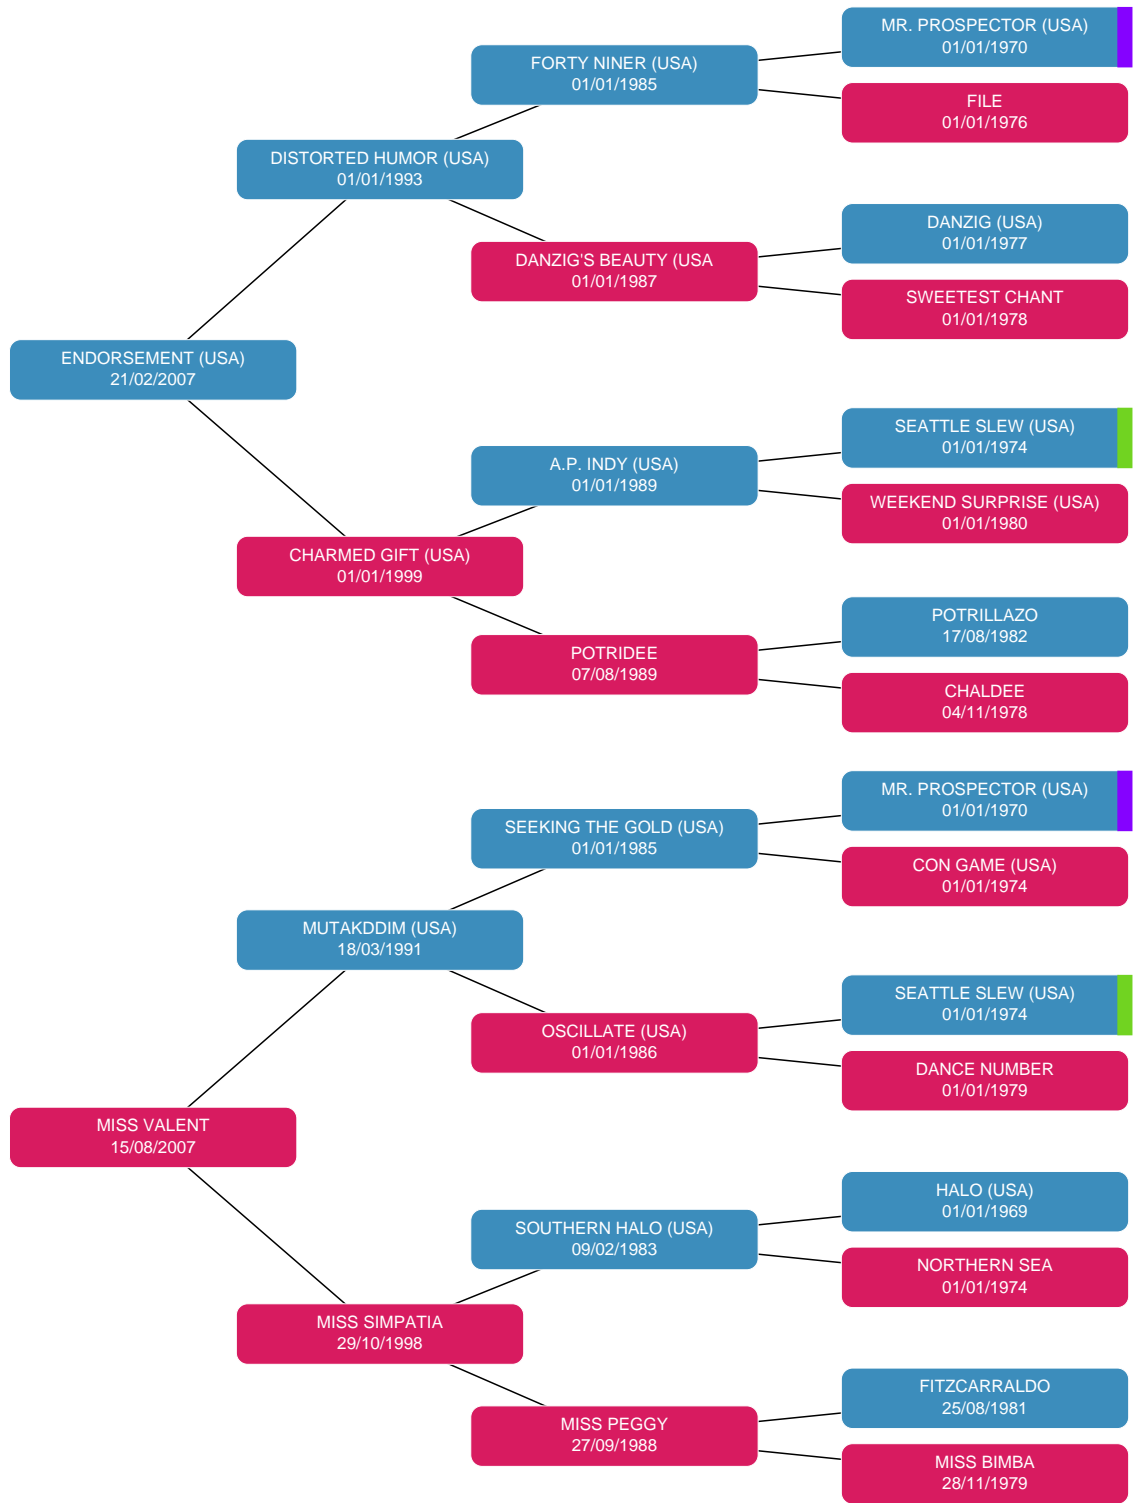 MR. PROSPECTOR (USA)
01/01/1970
FORTY NINER (USA)
01/01/1985
FILE
01/01/1976
DISTORTED HUMOR (USA)
01/01/1993
DANZIG (USA)
01/01/1977
DANZIG'S BEAUTY (USA
01/01/1987
SWEETEST CHANT
01/01/1978
ENDORSEMENT (USA)
21/02/2007
SEATTLE SLEW (USA)
01/01/1974
A.P. INDY (USA)
01/01/1989
WEEKEND SURPRISE (USA)
01/01/1980
CHARMED GIFT (USA)
01/01/1999
POTRILLAZO
17/08/1982
POTRIDEE
07/08/1989
CHALDEE
04/11/1978
MR. PROSPECTOR (USA)
01/01/1970
SEEKING THE GOLD (USA)
01/01/1985
CON GAME (USA)
01/01/1974
MUTAKDDIM (USA)
18/03/1991
SEATTLE SLEW (USA)
01/01/1974
OSCILLATE (USA)
01/01/1986
DANCE NUMBER
01/01/1979
MISS VALENT
15/08/2007
HALO (USA)
01/01/1969
SOUTHERN HALO (USA)
09/02/1983
NORTHERN SEA
01/01/1974
MISS SIMPATIA
29/10/1998
FITZCARRALDO
25/08/1981
MISS PEGGY
27/09/1988
MISS BIMBA
28/11/1979